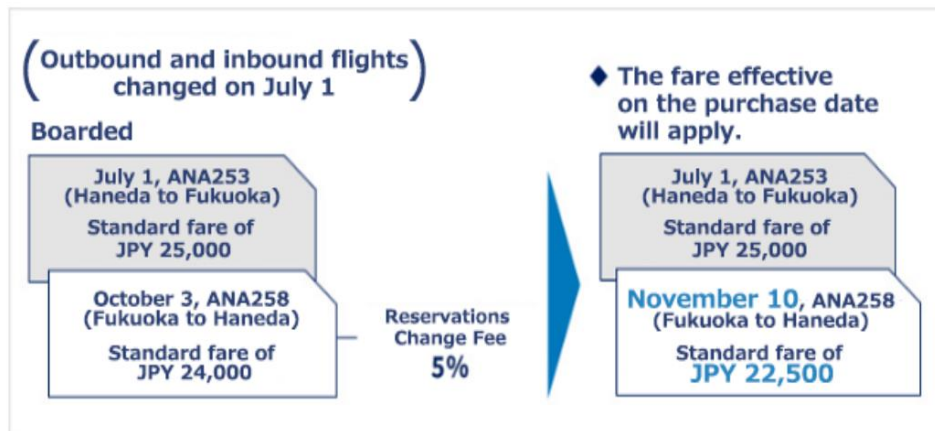 Outbound and inbound flights
changed on July 1
Boarded
July 1, ANA253
(Haneda to Fukuoka)
Standard fare of
JPY 25,000
October 3, ANA258
(Fukuoka to Haneda)
Standard fare of
JPY 24,000
Reservations
Change Fee
5%
◆ The fare effective
on the purchase date
will apply.
July 1, ANA253
(Haneda to Fukuoka)
Standard fare of
JPY 25,000
November 10, ANA258
(Fukuoka to Haneda)
Standard fare of
JPY 22,500